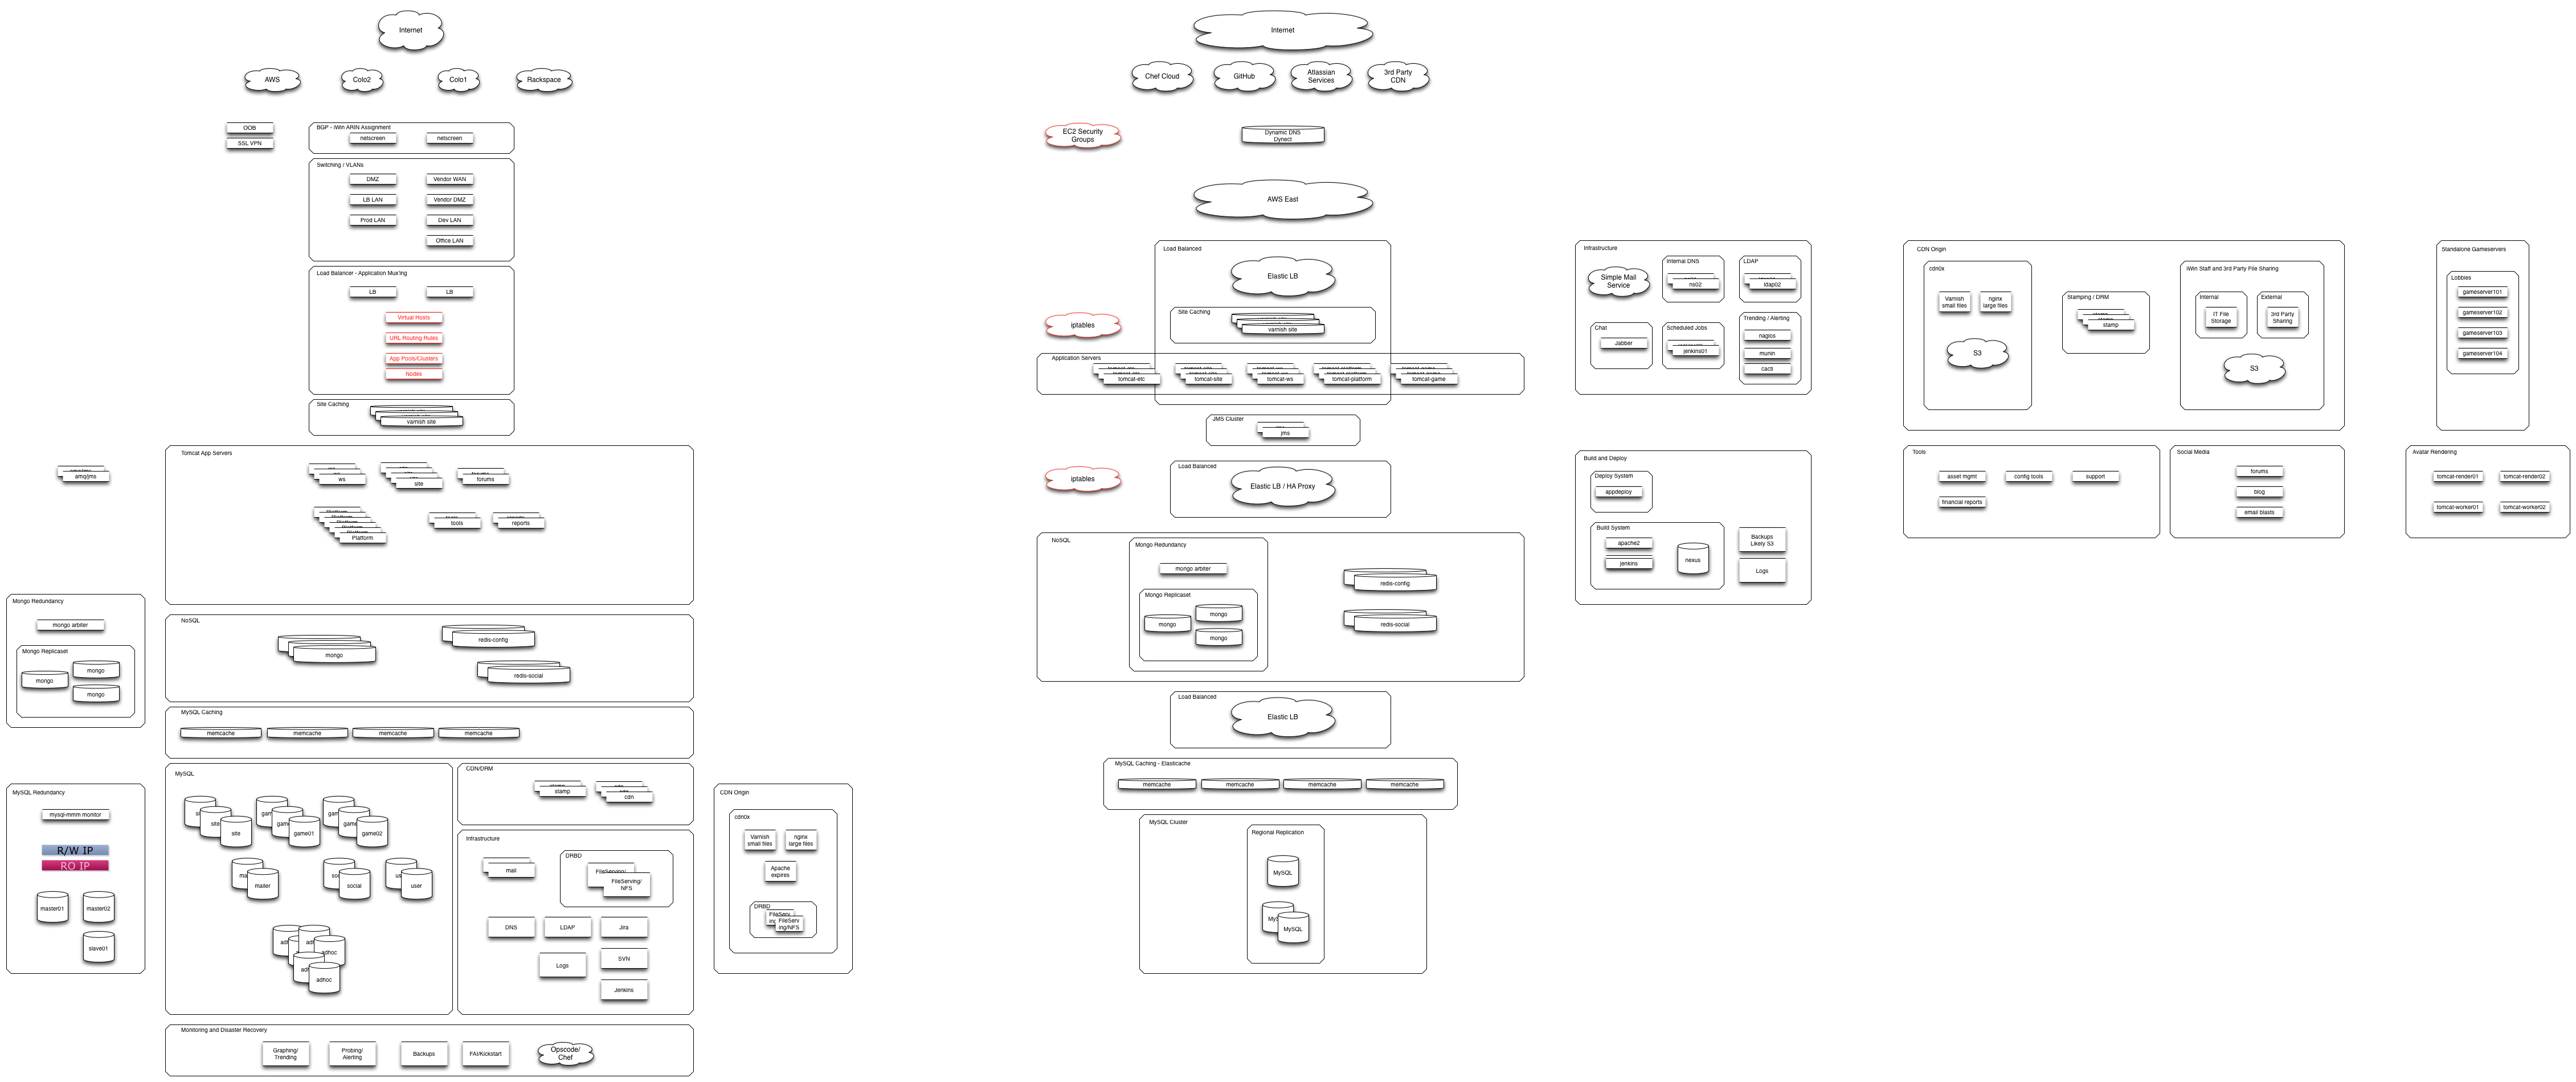 Internet
AWS
Colo2
Colo1
Rackspace
OOB
SSL VPN
BGP - iWin ARIN Assignment
netscreen
netscreen
Switching / VLANs
DMZ
Vendor WAN
LB LAN
Vendor DMZ
Prod LAN
Dev LAN
Office LAN
Load Balancer - Application Mux'ing
LB
LB
Virtual Hosts
URL Routing Rules
App Pools/Clusters
Nodes
Site Caching
varnish site
Tomcat App Servers
amq/jms
ws
site
forums
Platform
tools
reports
Mongo Redundancy
mongo arbiter
Mongo Replicaset
mongo
mongo
mongo
NoSQL
mongo
redis-config
redis-social
MySQL Caching
memcache
memcache
memcache
memcache
MySQL Redundancy
mysql-mmm monitor
R/W IP
RO IP
master01
master02
slave01
MySQL
site
site
game01
game02
mailer
social
user
adhoc
adhoc
CDN/DRM
stamp
cdn
Infrastructure
mail
DRBD
FileServing/
FileServing/
NFS
DNS
LDAP
Jira
Logs
SVN
Jenkins
CDN Origin
cdn0x
Varnish
small files
nginx
large files
Apache
expires
DRBD
FileServ
FileServ
ing/NFS
Monitoring and Disaster Recovery
Graphing/
Trending
Probing/
Alerting
Backups
FAI/Kickstart
Opscode/
Chef
Internet
Chef Cloud
GitHub
Atlassian
Services
3rd Party
CDN
EC2 Security
Groups
Dynamic DNS
Dynect
AWS East
Load Balanced
Elastic LB
iptables
Site Caching
varnish site
Application Servers
tomcat-etc
tomcat-site
tomcat-ws
tomcat-platform
tomcat-game
JMS Cluster
jms
iptables
Load Balanced
Elastic LB / HA Proxy
NoSQL
Mongo Redundancy
mongo arbiter
Mongo Replicaset
mongo
mongo
mongo
redis-config
redis-social
Load Balanced
Elastic LB
MySQL Caching - Elasticache
memcache
memcache
memcache
memcache
MySQL Cluster
Regional Replication
MySQL
MySQL
Infrastructure
Simple Mail
Service
Internal DNS
ns02
LDAP
ldap02
Chat
Jabber
Scheduled Jobs
jenkins01
Trending / Alerting
nagios
munin
cacti
Build and Deploy
Deploy System
appdeploy
Build System
apache2
jenkins
nexus
Backups
Likely S3
Logs
CDN Origin
cdn0x
Varnish
small files
nginx
large files
S3
Stamping / DRM
stamp
iWin Staff and 3rd Party File Sharing
Internal
IT File
Storage
External
3rd Party
Sharing
S3
Standalone Gameservers
Lobbies
gameserver101
gameserver102
gameserver103
gameserver104
Tools
asset mgmt
config tools
support
financial reports
Social Media
forums
blog
email blasts
Avatar Rendering
tomcat-render01
tomcat-render02
tomcat-worker01
tomcat-worker02